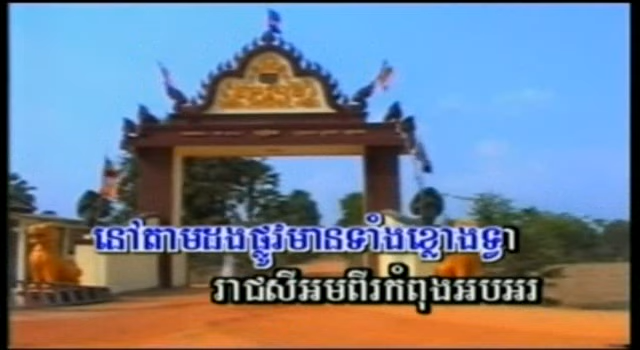 នៅតាមដងផ្លូវមានទាំងខ្លោងទ្វា
រាជសីអមពីរកំពុងអបអរ